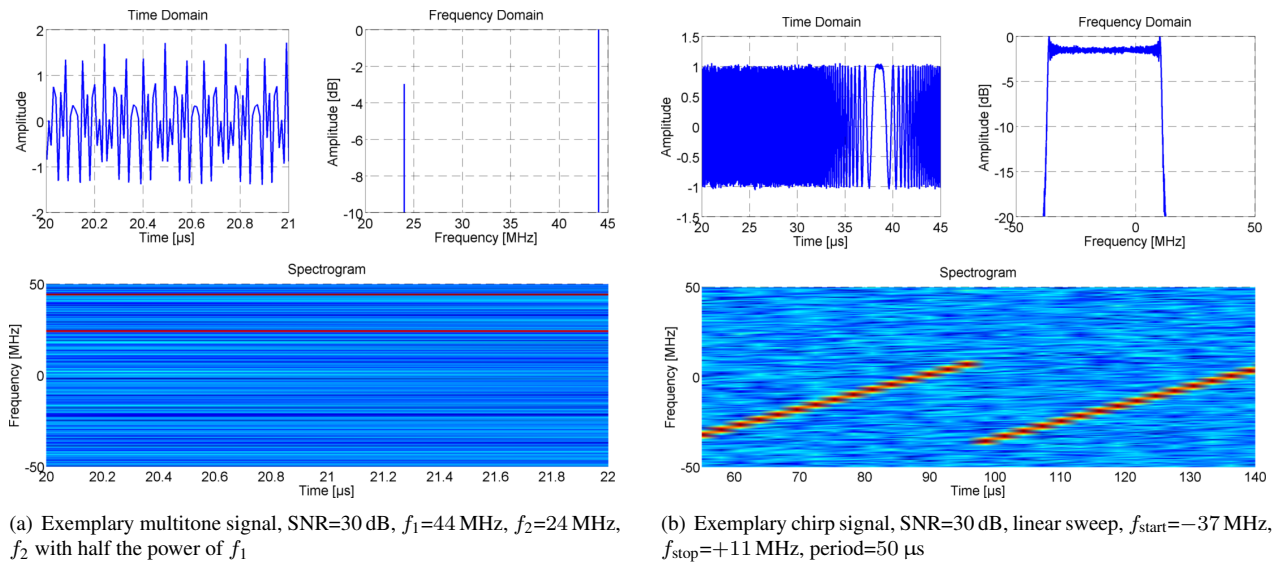 Time Domain
2
1
0
-1
-2
Amplitude
20 20.2 20.4 20.6 20.8 21
Time [µs]
Frequency Domain
0
-2
-4
-6
-8
-10
Amplitude [dB]
20 25 30 35 40 45
Frequency [MHz]
Spectrogram
50
0
-50
Frequency [MHz]
20 20.2 20.4 20.6 20.8 21 21.2 21.4 21.6 21.8 22
Time [µs]
(a) Exemplary multitone signal, SNR=30 dB, f1=44 MHz, f2=24 MHz,
f2 with half the power of f1
Time Domain
1.5
1
0.5
0
-0.5
-1
-1.5
Amplitude
20 25 30 35 40 45
Time [µs]
Frequency Domain
0
-5
-10
-15
-20
Amplitude [dB]
-50 0 50
Frequency [MHz]
Spectrogram
50
0
-50
Frequency [MHz]
60 70 80 90 100 110 120 130 140
Time [µs]
(b) Exemplary chirp signal, SNR=30 dB, linear sweep, fstart=−37 MHz,
fstop=+11 MHz, period=50 µs